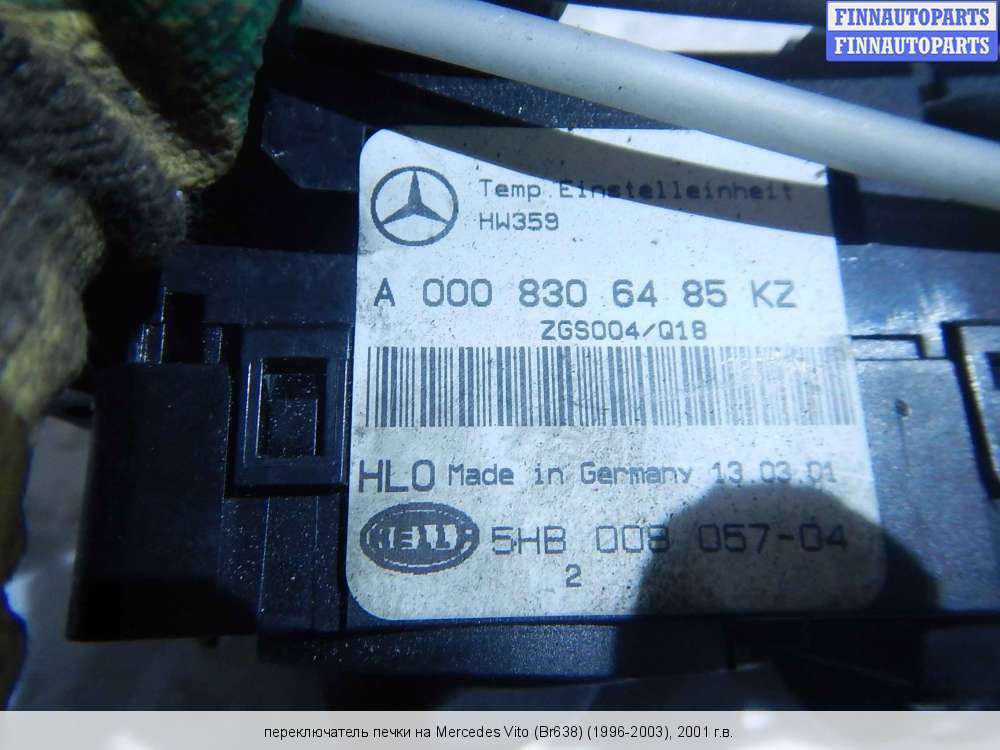 FINNAUTOPARTS
FINNAUTOPARTS
Temp.Einstelleinheit
HW359
A 000 830 64 85 KZ
ZGS004/Q18
HLO Made in Germany 13.03.01
HELLA 5HB 008 057-04
2
переключатель печки на Mercedes Vito (Br638) (1996-2003), 2001 г.в.